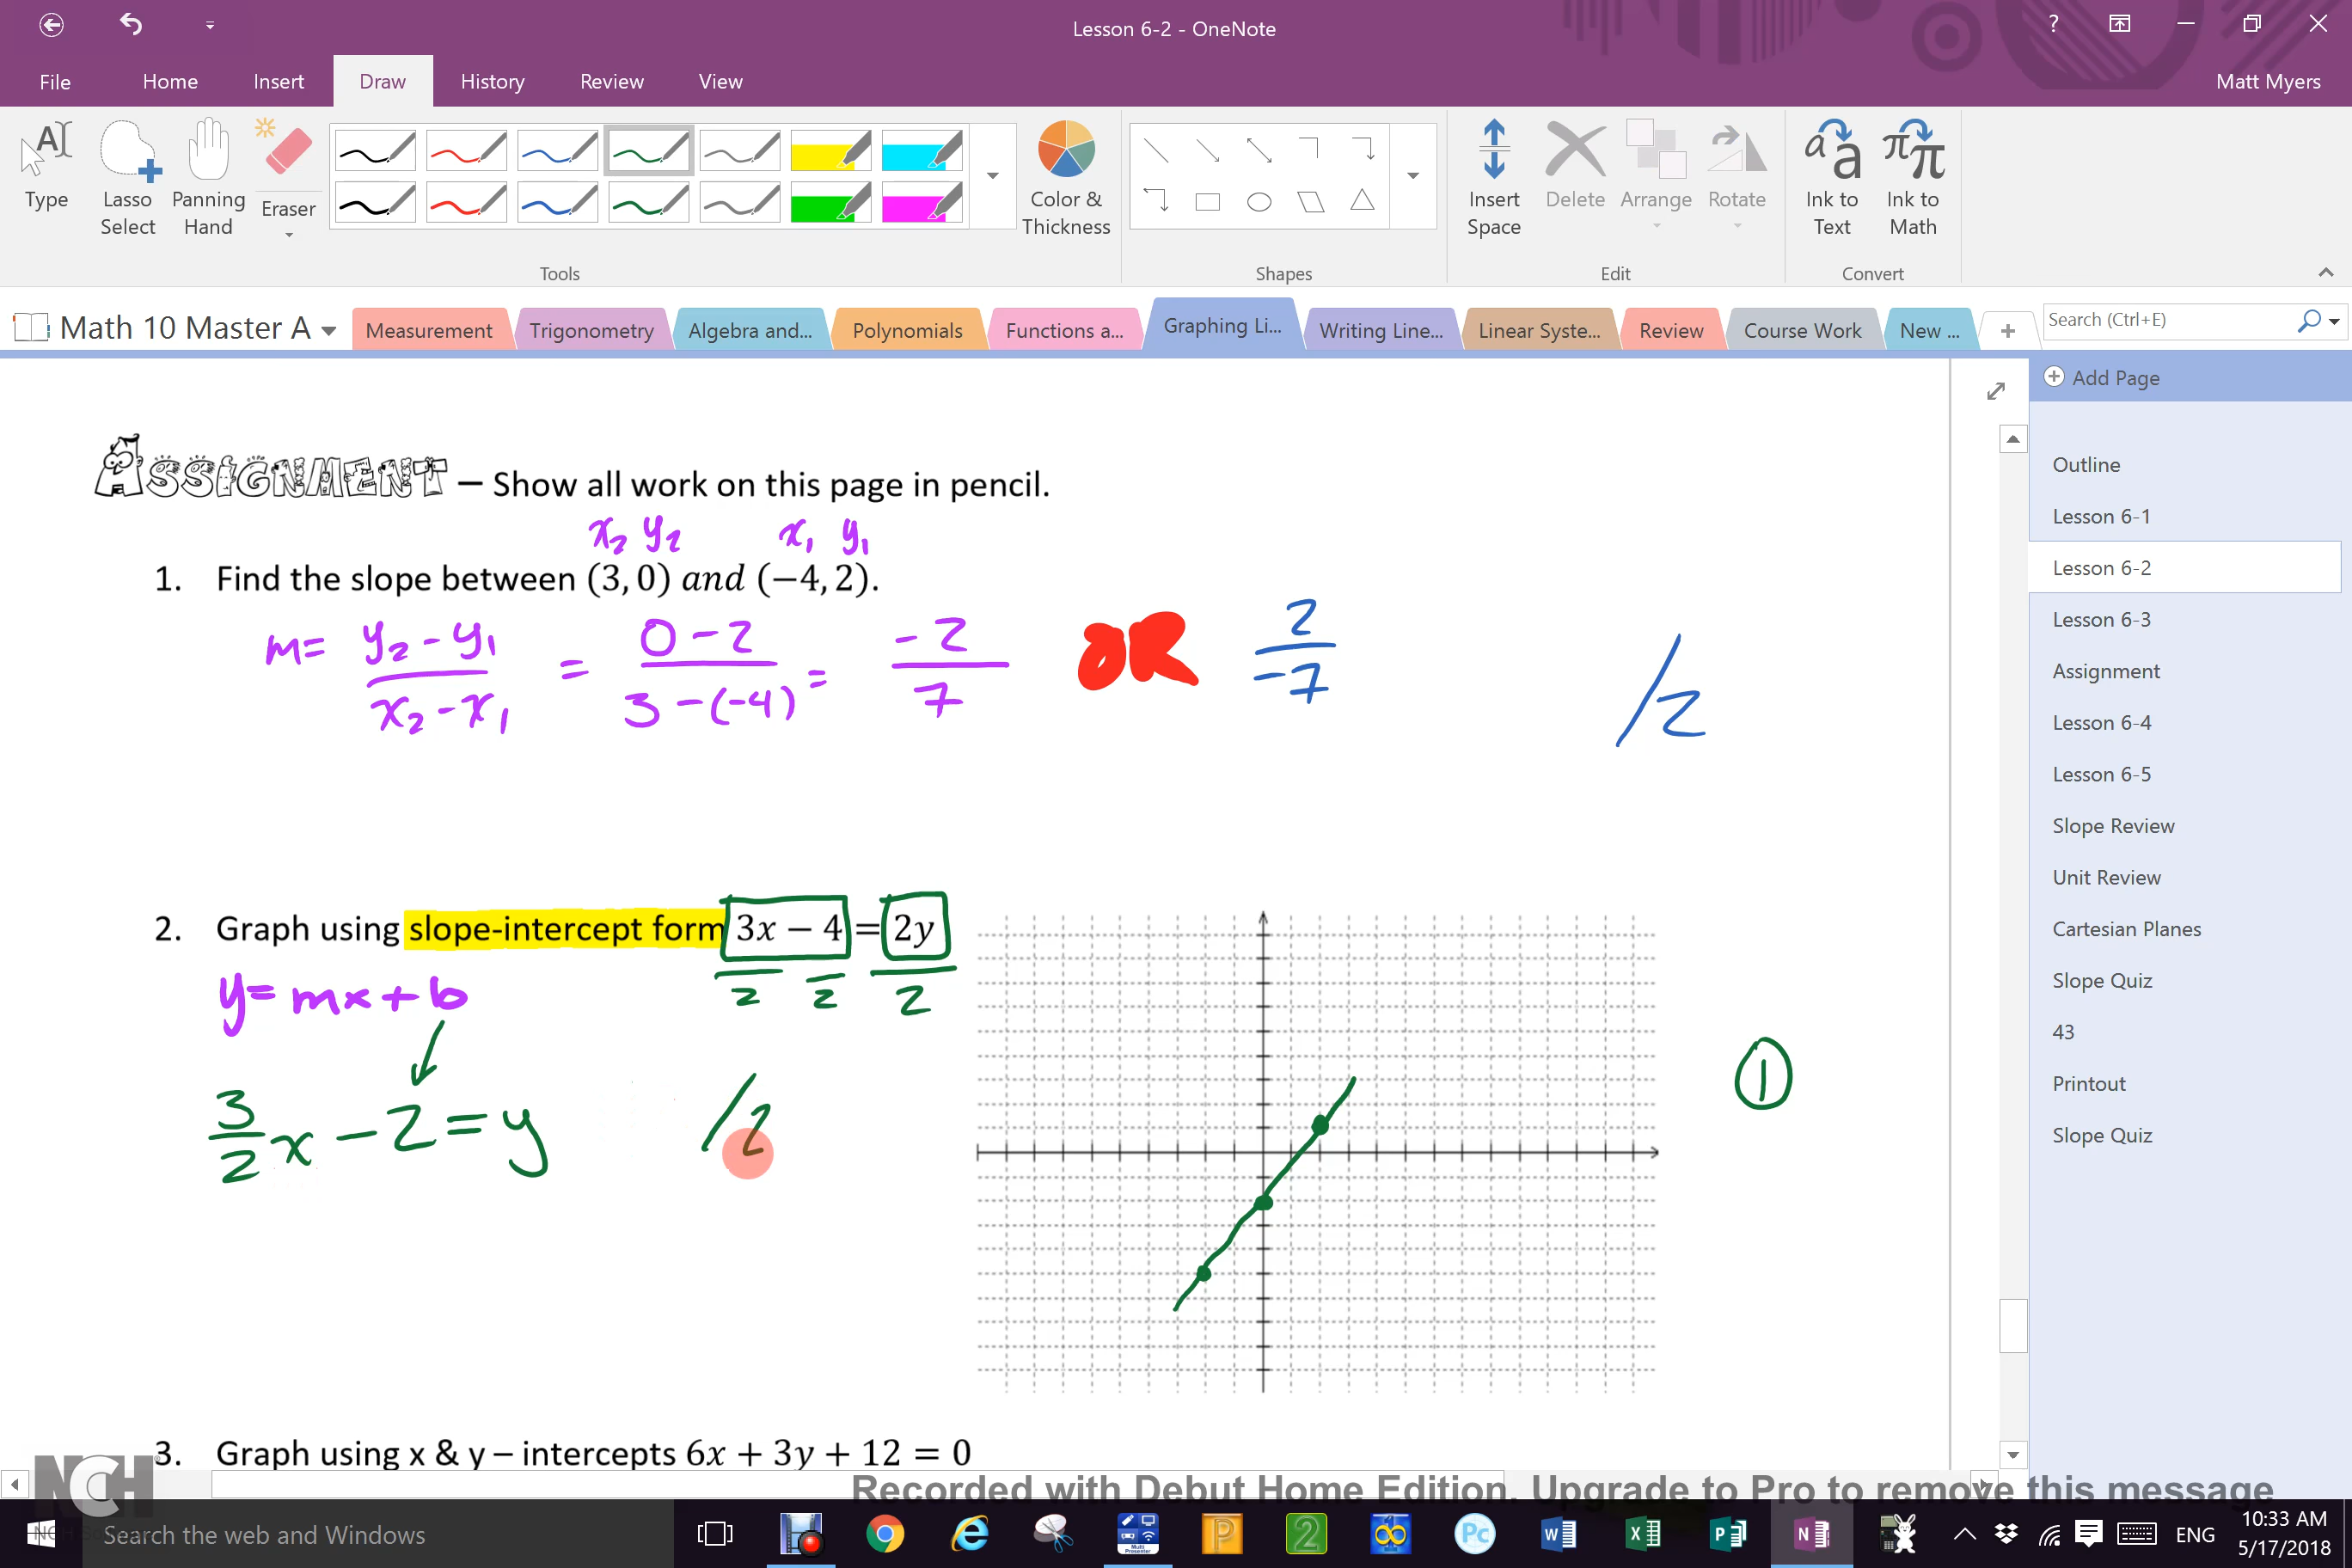 Lesson 6-2 - OneNote
?
File Home Insert Draw History Review View
Matt Myers
Type
Lasso Select
Panning Hand
Eraser
Color & Thickness
Insert Space
Delete
Arrange
Rotate
Ink to Text
Ink to Math
Tools
Shapes
Edit
Convert
Math 10 Master A
Measurement
Trigonometry
Algebra and...
Polynomials
Functions a...
Graphing Li...
Writing Line...
Linear Syste...
Review
Course Work
New ...
Search (Ctrl+E)
Add Page
Outline
Lesson 6-1
Lesson 6-2
Lesson 6-3
Assignment
Lesson 6-4
Lesson 6-5
Slope Review
Unit Review
Cartesian Planes
Slope Quiz
43
Printout
Slope Quiz
ASSIGNMENT – Show all work on this page in pencil.
x₂ y₂ x₁ y₁
1. Find the slope between (3, 0) and (−4, 2).
m = (y₂ - y₁)/(x₂ - x₁) = (0 - 2)/(3 - (-4)) = -2/7 OR 2/-7
/2
2. Graph using slope-intercept form 3x − 4 = 2y
2 2 2
y = mx + b
3/2 x - 2 = y
/2
1
3. Graph using x & y – intercepts 6x + 3y + 12 = 0
NCH
Recorded with Debut Home Edition. Upgrade to Pro to remove this message
Search the web and Windows
ENG
10:33 AM
5/17/2018